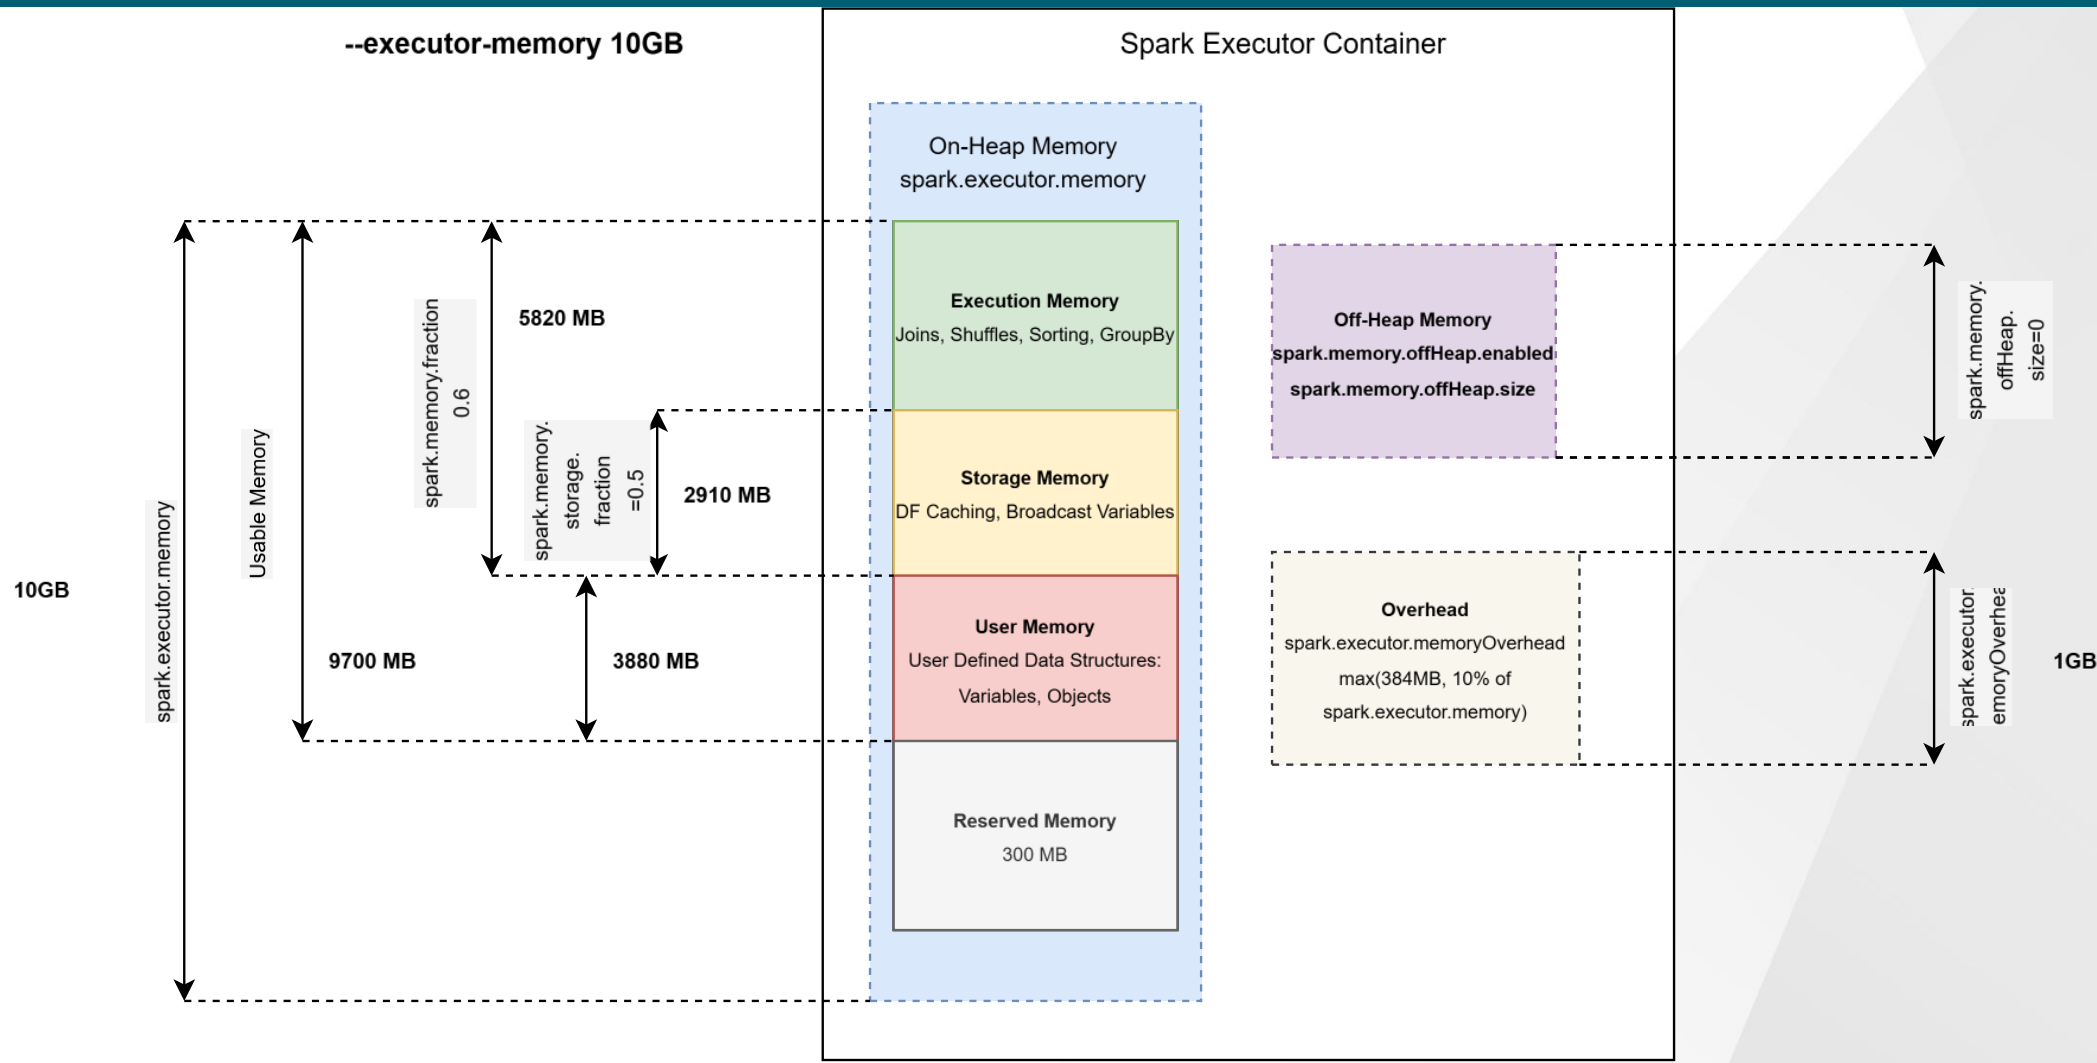 --executor-memory 10GB
Spark Executor Container
On-Heap Memory
spark.executor.memory
Execution Memory
Joins, Shuffles, Sorting, GroupBy
Storage Memory
DF Caching, Broadcast Variables
User Memory
User Defined Data Structures:
Variables, Objects
Reserved Memory
300 MB
Off-Heap Memory
spark.memory.offHeap.enabled
spark.memory.offHeap.size
Overhead
spark.executor.memoryOverhead
max(384MB, 10% of
spark.executor.memory)
10GB
spark.executor.memory
Usable Memory
9700 MB
spark.memory.fraction
0.6
5820 MB
spark.memory.
storage.
fraction
=0.5
2910 MB
3880 MB
spark.memory.
offHeap.
size=0
spark.executor.
emoryOverhea
1GB